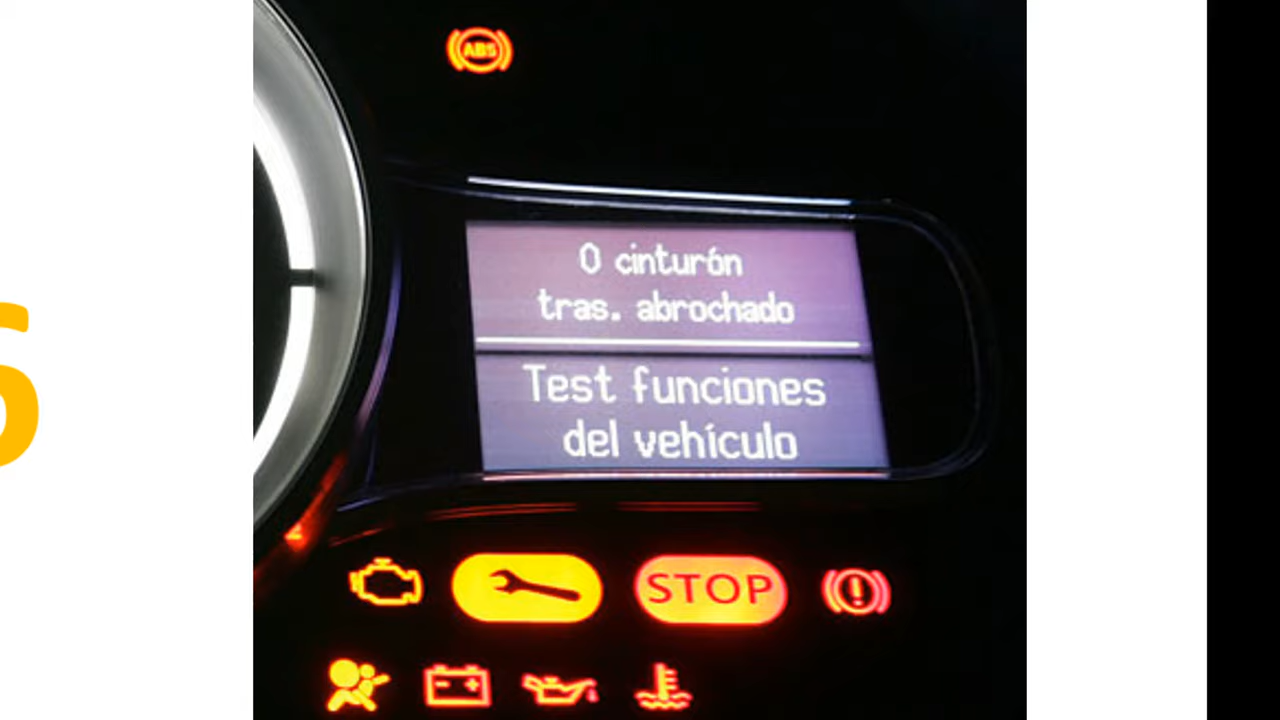 ABS
0 cinturón
tras. abrochado
Test funciones
del vehículo
STOP